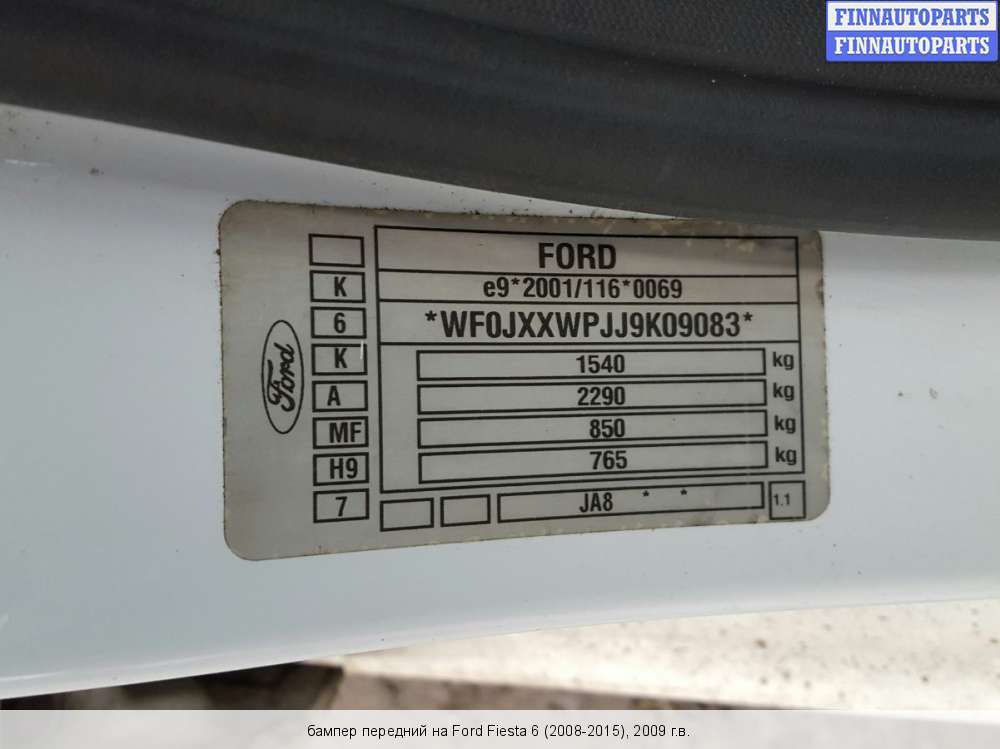 FINNAUTOPARTS
FINNAUTOPARTS
FORD
K
e9*2001/116*0069
6
*WF0JXXWPJJ9K09083*
K
1540 kg
A
2290 kg
MF
850 kg
H9
765 kg
7
JA8 * *
1.1
Ford
бампер передний на Ford Fiesta 6 (2008-2015), 2009 г.в.